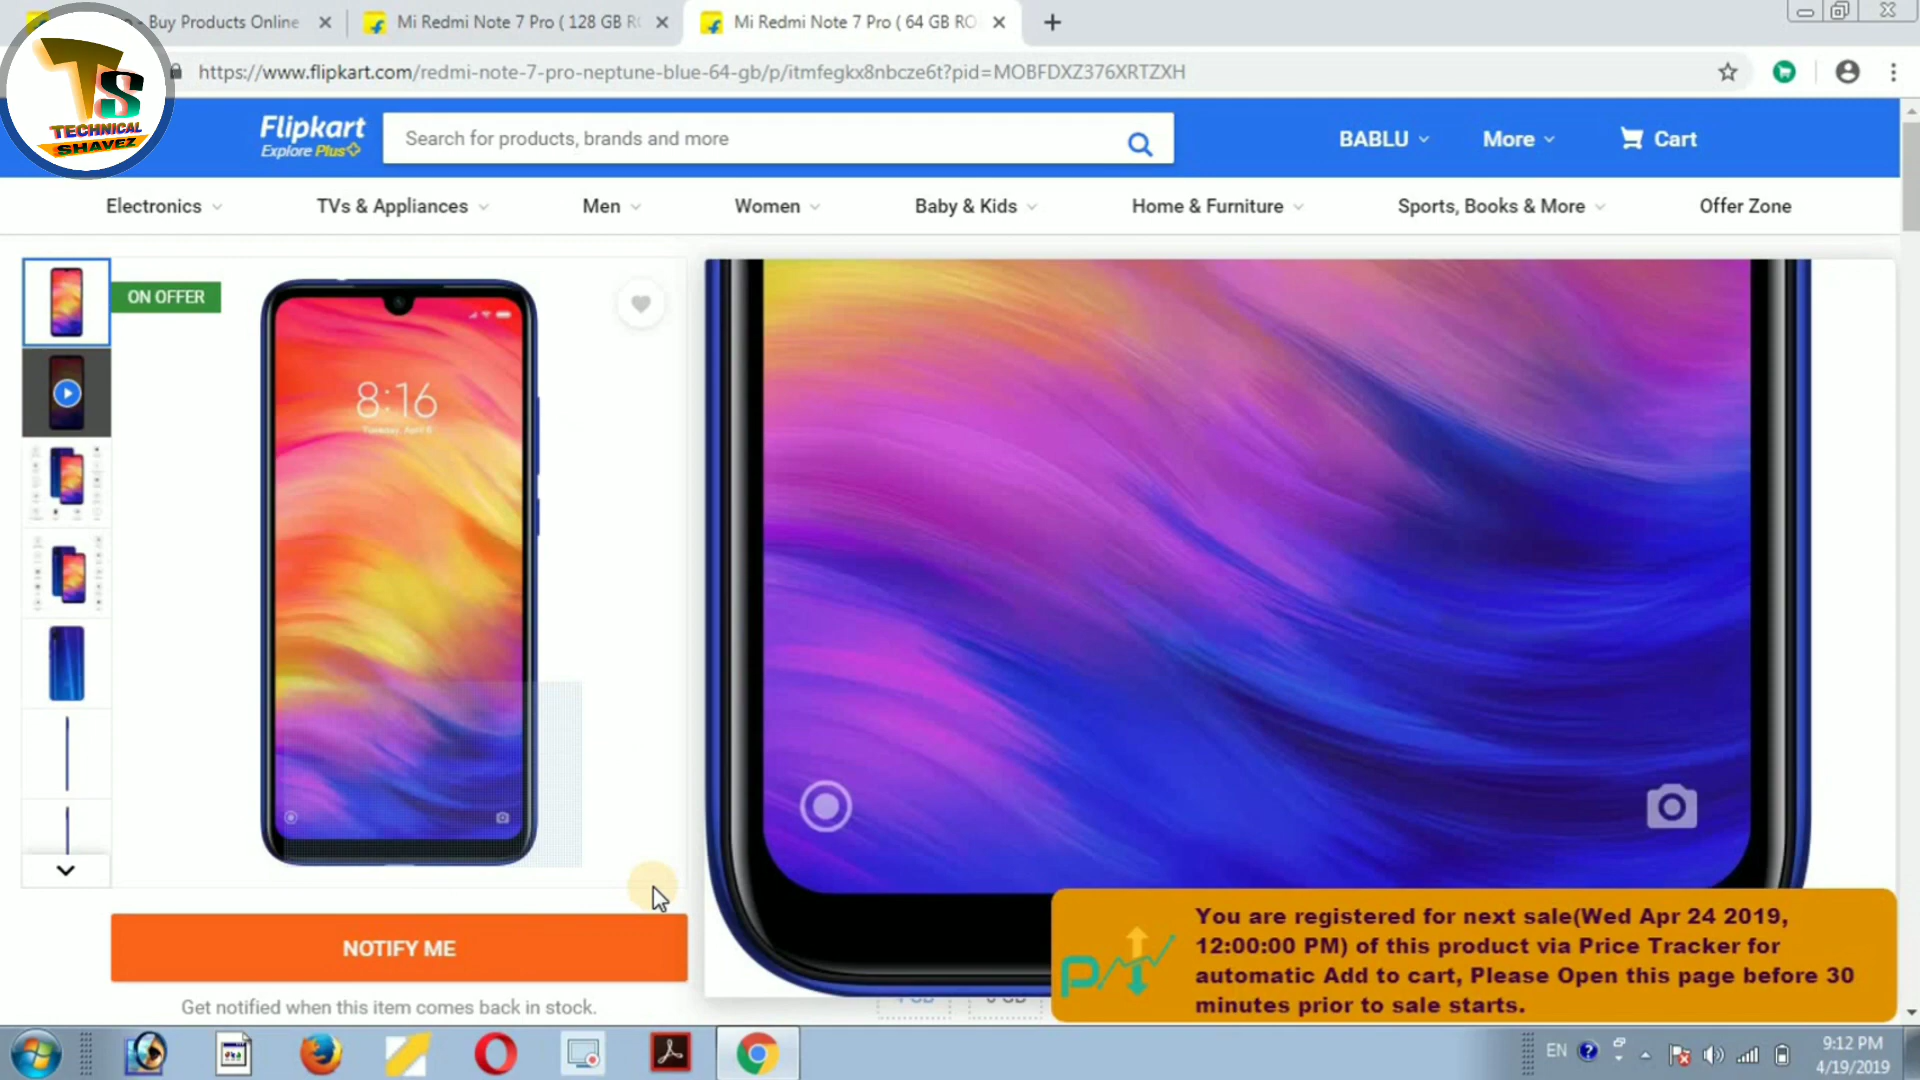 - Buy Products Online
Mi Redmi Note 7 Pro ( 128 GB R
Mi Redmi Note 7 Pro ( 64 GB RO
https://www.flipkart.com/redmi-note-7-pro-neptune-blue-64-gb/p/itmfegkx8nbcze6t?pid=MOBFDXZ376XRTZXH
TS
TECHNICAL
SHAVEZ
Flipkart
Explore Plus
Search for products, brands and more
BABLU
More
Cart
Electronics
TVs & Appliances
Men
Women
Baby & Kids
Home & Furniture
Sports, Books & More
Offer Zone
ON OFFER
8:16
Tuesday, April 6
NOTIFY ME
Get notified when this item comes back in stock.
You are registered for next sale(Wed Apr 24 2019,
12:00:00 PM) of this product via Price Tracker for
automatic Add to cart, Please Open this page before 30
minutes prior to sale starts.
EN
9:12 PM
4/19/2019